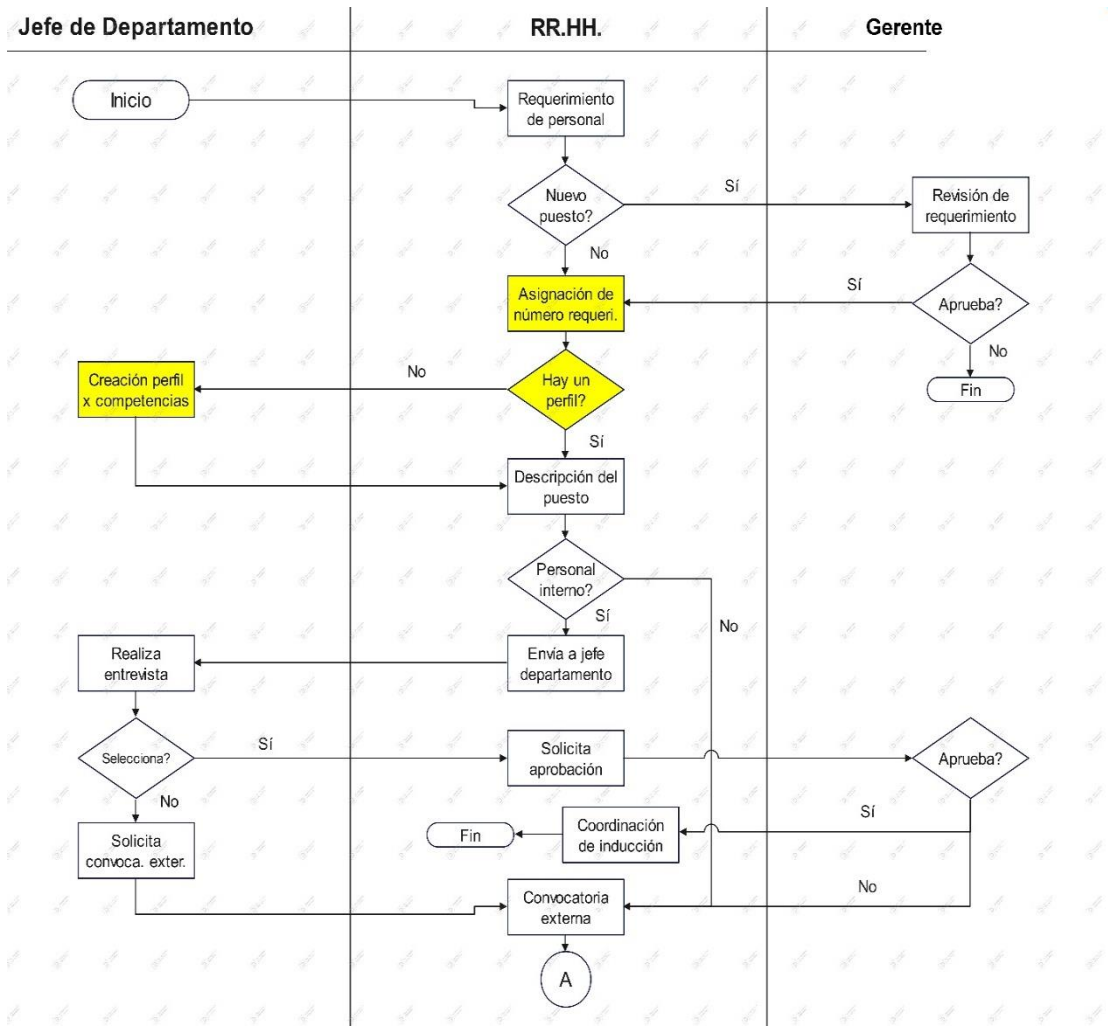 Jefe de Departamento
RR.HH.
Gerente
Inicio
Requerimiento
de personal
Nuevo
puesto?
Sí
Revisión de
requerimiento
No
Asignación de
número requeri.
Sí
Aprueba?
No
Fin
Creación perfil
x competencias
No
Hay un
perfil?
Sí
Descripción del
puesto
Personal
interno?
Sí
No
Realiza
entrevista
Envía a jefe
departamento
Selecciona?
Sí
Solicita
aprobación
Aprueba?
No
Sí
Solicita
convoca. exter.
Fin
Coordinación
de inducción
Convocatoria
externa
No
A